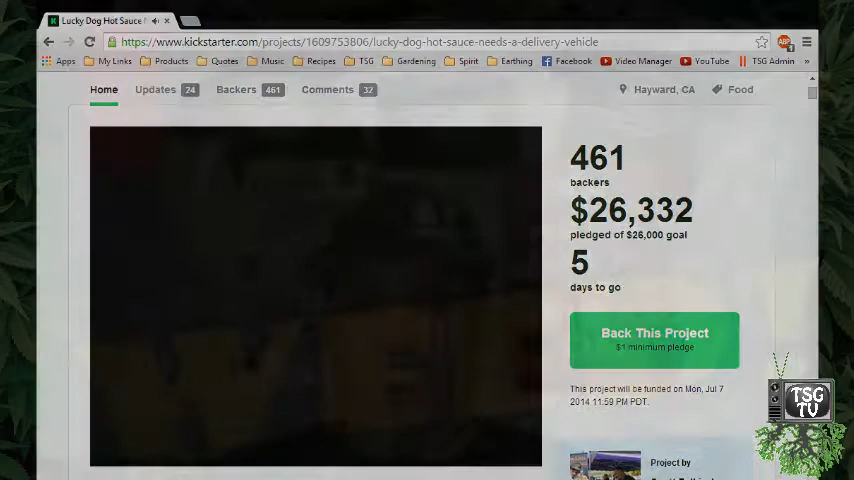 Lucky Dog Hot Sauce
https://www.kickstarter.com/projects/1609753806/lucky-dog-hot-sauce-needs-a-delivery-vehicle
Apps My Links Products Quotes Music Recipes TSG Gardening Spirit Earthing Facebook Video Manager YouTube TSG Admin »
Home Updates 24 Backers 461 Comments 32 Hayward, CA Food
461
backers
$26,332
pledged of $26,000 goal
5
days to go
Back This Project
$1 minimum pledge
This project will be funded on Mon, Jul 7
2014 11:59 PM PDT.
Project by
TSG
TV
ABP